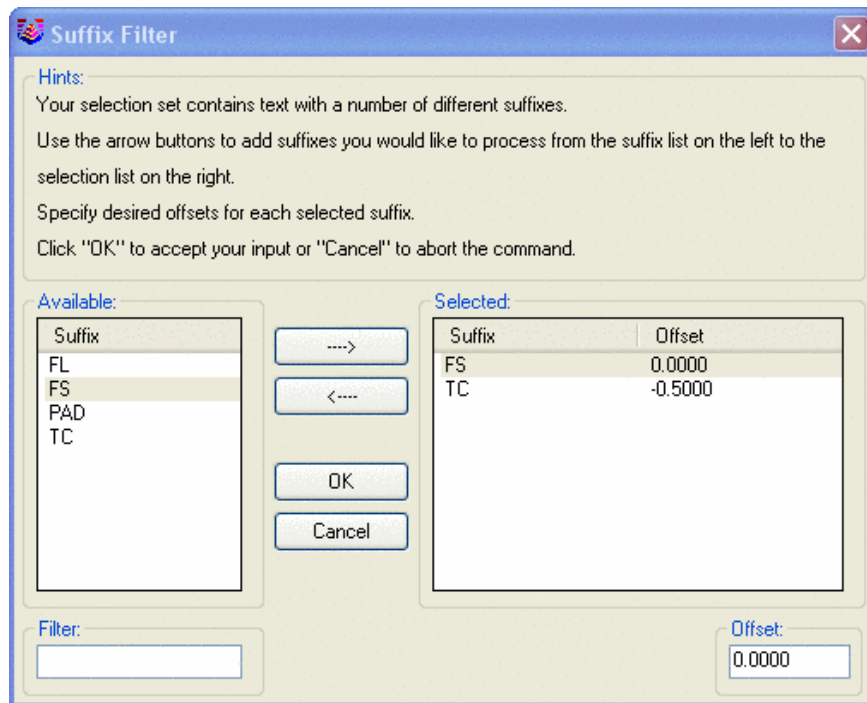 Suffix Filter
Hints:
Your selection set contains text with a number of different suffixes.
Use the arrow buttons to add suffixes you would like to process from the suffix list on the left to the
selection list on the right.
Specify desired offsets for each selected suffix.
Click "OK" to accept your input or "Cancel" to abort the command.
Available:
Suffix
FL
FS
PAD
TC
---->
<----
OK
Cancel
Selected:
Suffix Offset
FS 0.0000
TC -0.5000
Filter:
Offset:
0.0000